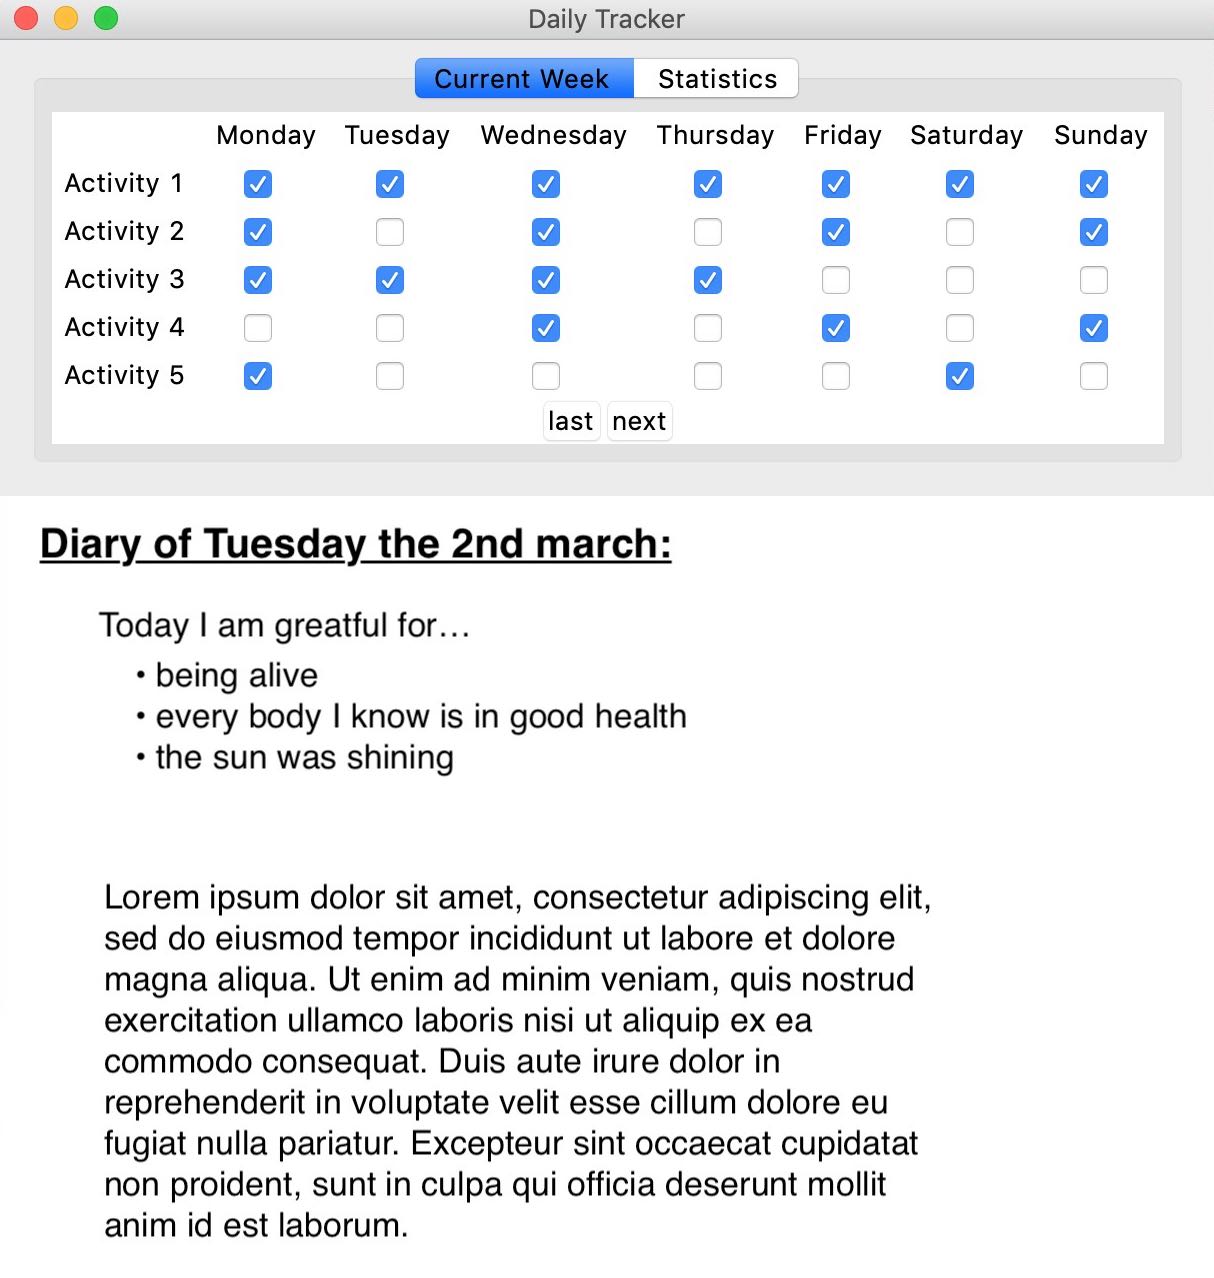 Daily Tracker
Current Week Statistics
Monday Tuesday Wednesday Thursday Friday Saturday Sunday
Activity 1
Activity 2
Activity 3
Activity 4
Activity 5
last next
Diary of Tuesday the 2nd march:
Today I am greatful for…
• being alive
• every body I know is in good health
• the sun was shining
Lorem ipsum dolor sit amet, consectetur adipiscing elit,
sed do eiusmod tempor incididunt ut labore et dolore
magna aliqua. Ut enim ad minim veniam, quis nostrud
exercitation ullamco laboris nisi ut aliquip ex ea
commodo consequat. Duis aute irure dolor in
reprehenderit in voluptate velit esse cillum dolore eu
fugiat nulla pariatur. Excepteur sint occaecat cupidatat
non proident, sunt in culpa qui officia deserunt mollit
anim id est laborum.